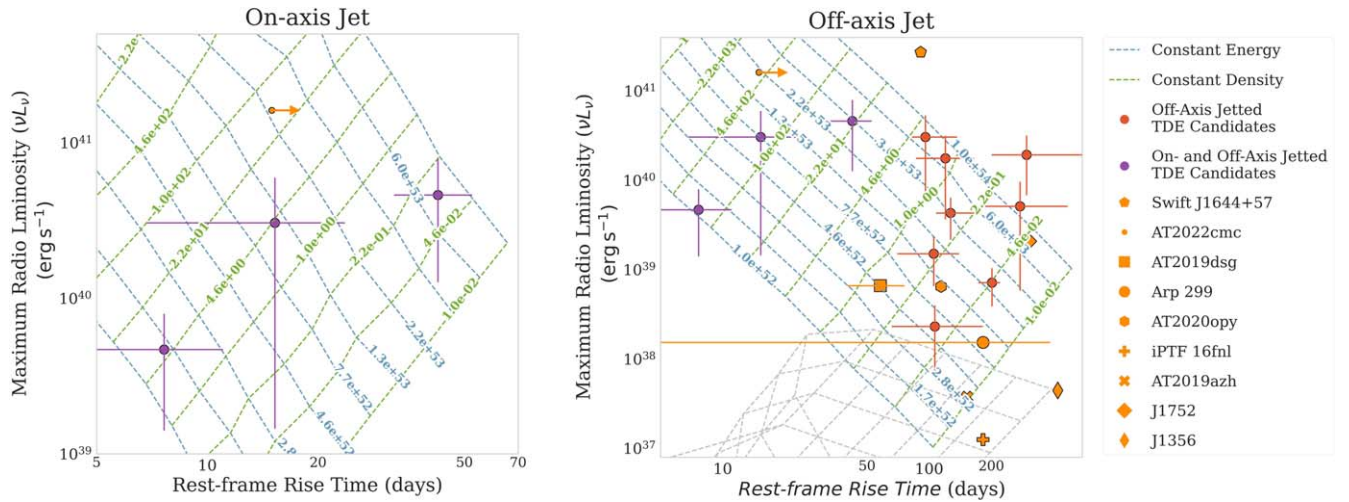 On-axis Jet
Maximum Radio Lminosity (νLν)
(erg s⁻¹)
10⁴¹
10⁴⁰
10³⁹
5
10
20
50
70
Rest-frame Rise Time (days)
2.2e
4.6e+02
1.0e+02
2.2e+01
4.6e+00
1.0e+00
2.2e-01
4.6e-02
1.0e-02
6.0e+53
2.2e+53
1.3e+53
7.7e+52
4.6e+52
2.8
Off-axis Jet
Maximum Radio Lminosity (νLν)
(erg s⁻¹)
10⁴¹
10⁴⁰
10³⁹
10³⁸
10³⁷
10
50
100
200
Rest-frame Rise Time (days)
2.2e+03
4.6e+02
1.0e+02
2.2e+01
4.6e+00
1.0e+00
2.2e-01
4.6e-02
1.0e-02
2.2e+53
1.0e+54
7.7e+52
4.6e+52
1.0e+52
2.8e+52
1.7e+52
Constant Energy
Constant Density
Off-Axis Jetted
TDE Candidates
On- and Off-Axis Jetted
TDE Candidates
Swift J1644+57
AT2022cmc
AT2019dsg
Arp 299
AT2020opy
iPTF 16fnl
AT2019azh
J1752
J1356